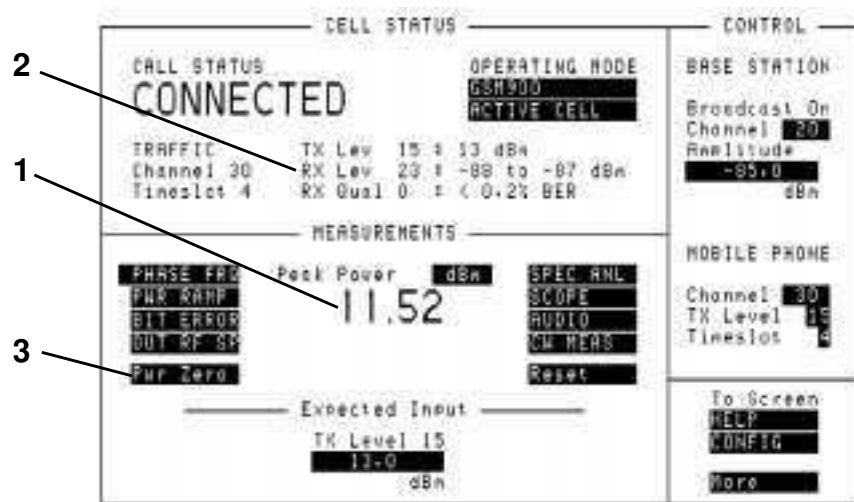 CELL STATUS
CONTROL
2
CALL STATUS
CONNECTED
OPERATING MODE
GSM900
ACTIVE CELL
TRAFFIC
Channel 30
Timeslot 4
TX Lev 15 : 13 dBm
RX Lev 23 : -88 to -87 dBm
RX Qual 0 : < 0.2% BER
BASE STATION
Broadcast On
Channel 20
Amplitude
-85.0
dBm
1
MEASUREMENTS
PHASE FRQ
PWR RAMP
BIT ERROR
OUT RF SP
3
Pwr Zero
Peak Power dBm
11.52
SPEC ANL
SCOPE
AUDIO
CW MEAS
Reset
MOBILE PHONE
Channel 30
TX Level 15
Timeslot 4
Expected Input
TX Level 15
13.0
dBm
To Screen
HELP
CONFIG
More